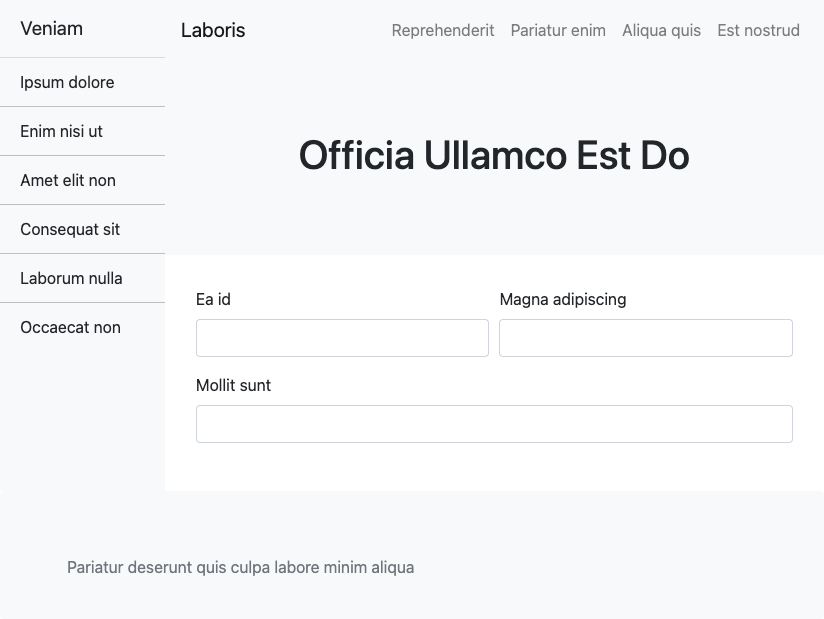 Veniam
Ipsum dolore
Enim nisi ut
Amet elit non
Consequat sit
Laborum nulla
Occaecat non
Laboris
Reprehenderit
Pariatur enim
Aliqua quis
Est nostrud
Officia Ullamco Est Do
Ea id
Magna adipiscing
Mollit sunt
Pariatur deserunt quis culpa labore minim aliqua